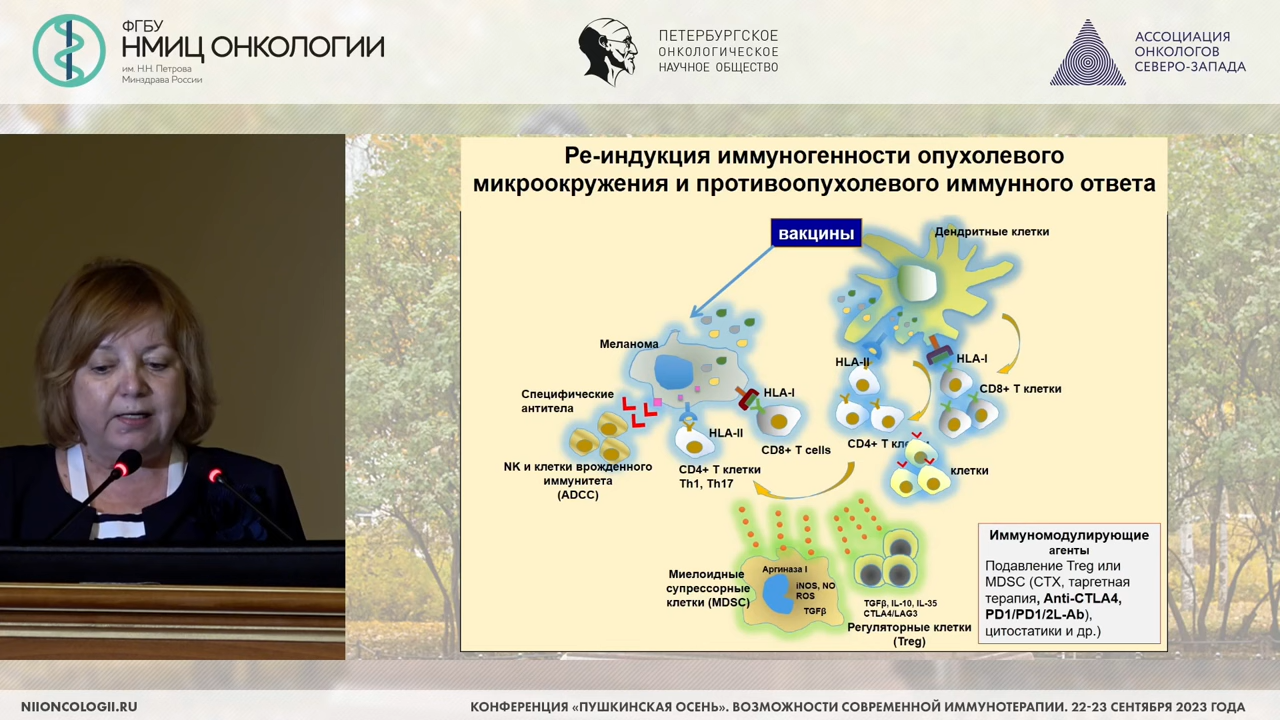 ФГБУ
НМИЦ ОНКОЛОГИИ
им. Н.Н. Петрова
Минздрава России
ПЕТЕРБУРГСКОЕ
ОНКОЛОГИЧЕСКОЕ
НАУЧНОЕ ОБЩЕСТВО
АССОЦИАЦИЯ
ОНКОЛОГОВ
СЕВЕРО-ЗАПАДА
Ре-индукция иммуногенности опухолевого
микроокружения и противоопухолевого иммунного ответа
вакцины
Дендритные клетки
Меланома
HLA-II
HLA-I
CD8+ T клетки
Специфические
антитела
HLA-I
HLA-II
CD8+ T cells
CD4+ T
клетки
NK и клетки врожденного
иммунитета
(ADCC)
CD4+ T клетки
Th1, Th17
Миелоидные
супрессорные
клетки (MDSC)
Аргиназа I
iNOS, NO
ROS
TGFβ
TGFβ, IL-10, IL-35
CTLA4/LAG3
Регуляторные клетки
(Treg)
Иммуномодулирующие
агенты
Подавление Treg или
MDSC (CTX, таргетная
терапия, Anti-CTLA4,
PD1/PD1/2L-Ab),
цитостатики и др.)
NIIONCOLOGII.RU
КОНФЕРЕНЦИЯ «ПУШКИНСКАЯ ОСЕНЬ». ВОЗМОЖНОСТИ СОВРЕМЕННОЙ ИММУНОТЕРАПИИ. 22-23 СЕНТЯБРЯ 2023 ГОДА